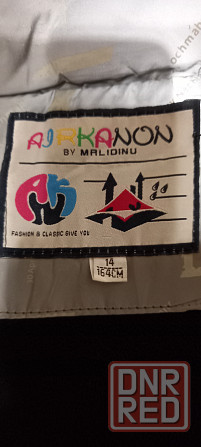 AIRKANON
BY MALIDINU
FASHION & CLASSIC GIVE YOU
14
164CM
DNR
RED